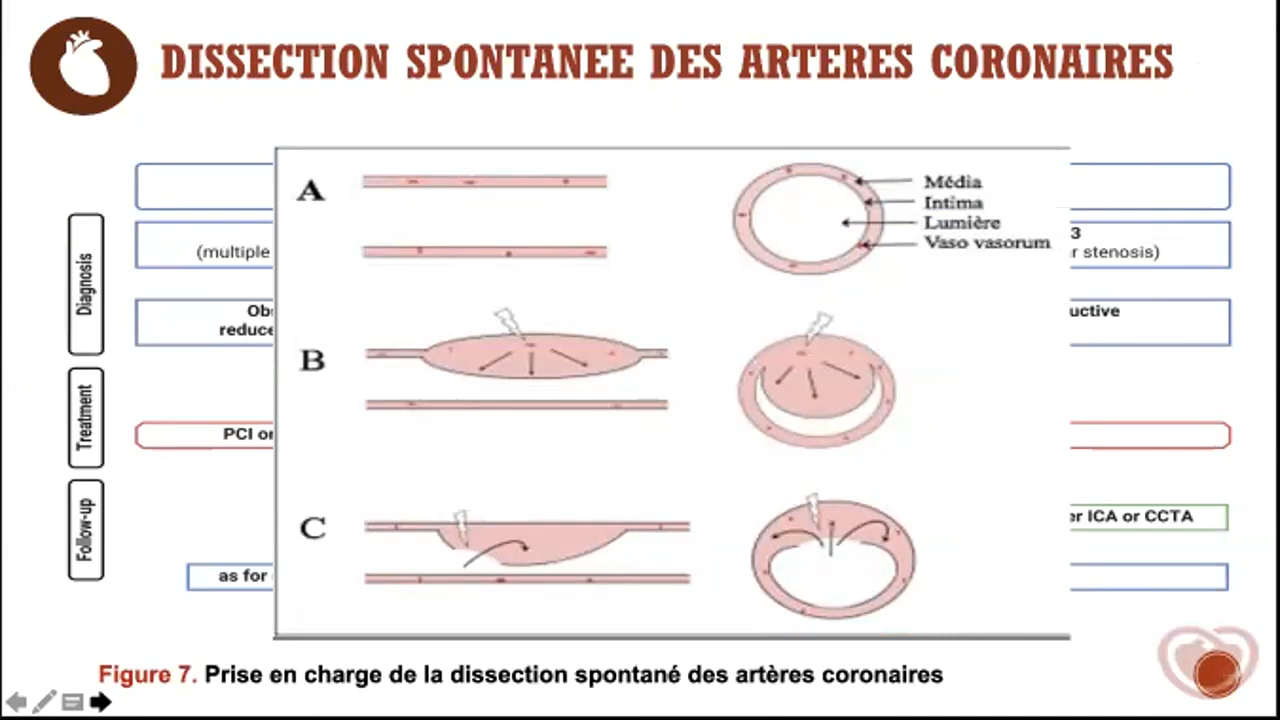 DISSECTION SPONTANEE DES ARTERES CORONAIRES
A
Média
Intima
Lumière
Vaso vasorum
Diagnosis
(multiple
3
r stenosis)
Obs
reduce
uctive
B
Treatment
PCI or
Follow-up
C
er ICA or CCTA
as for
Figure 7. Prise en charge de la dissection spontané des artères coronaires